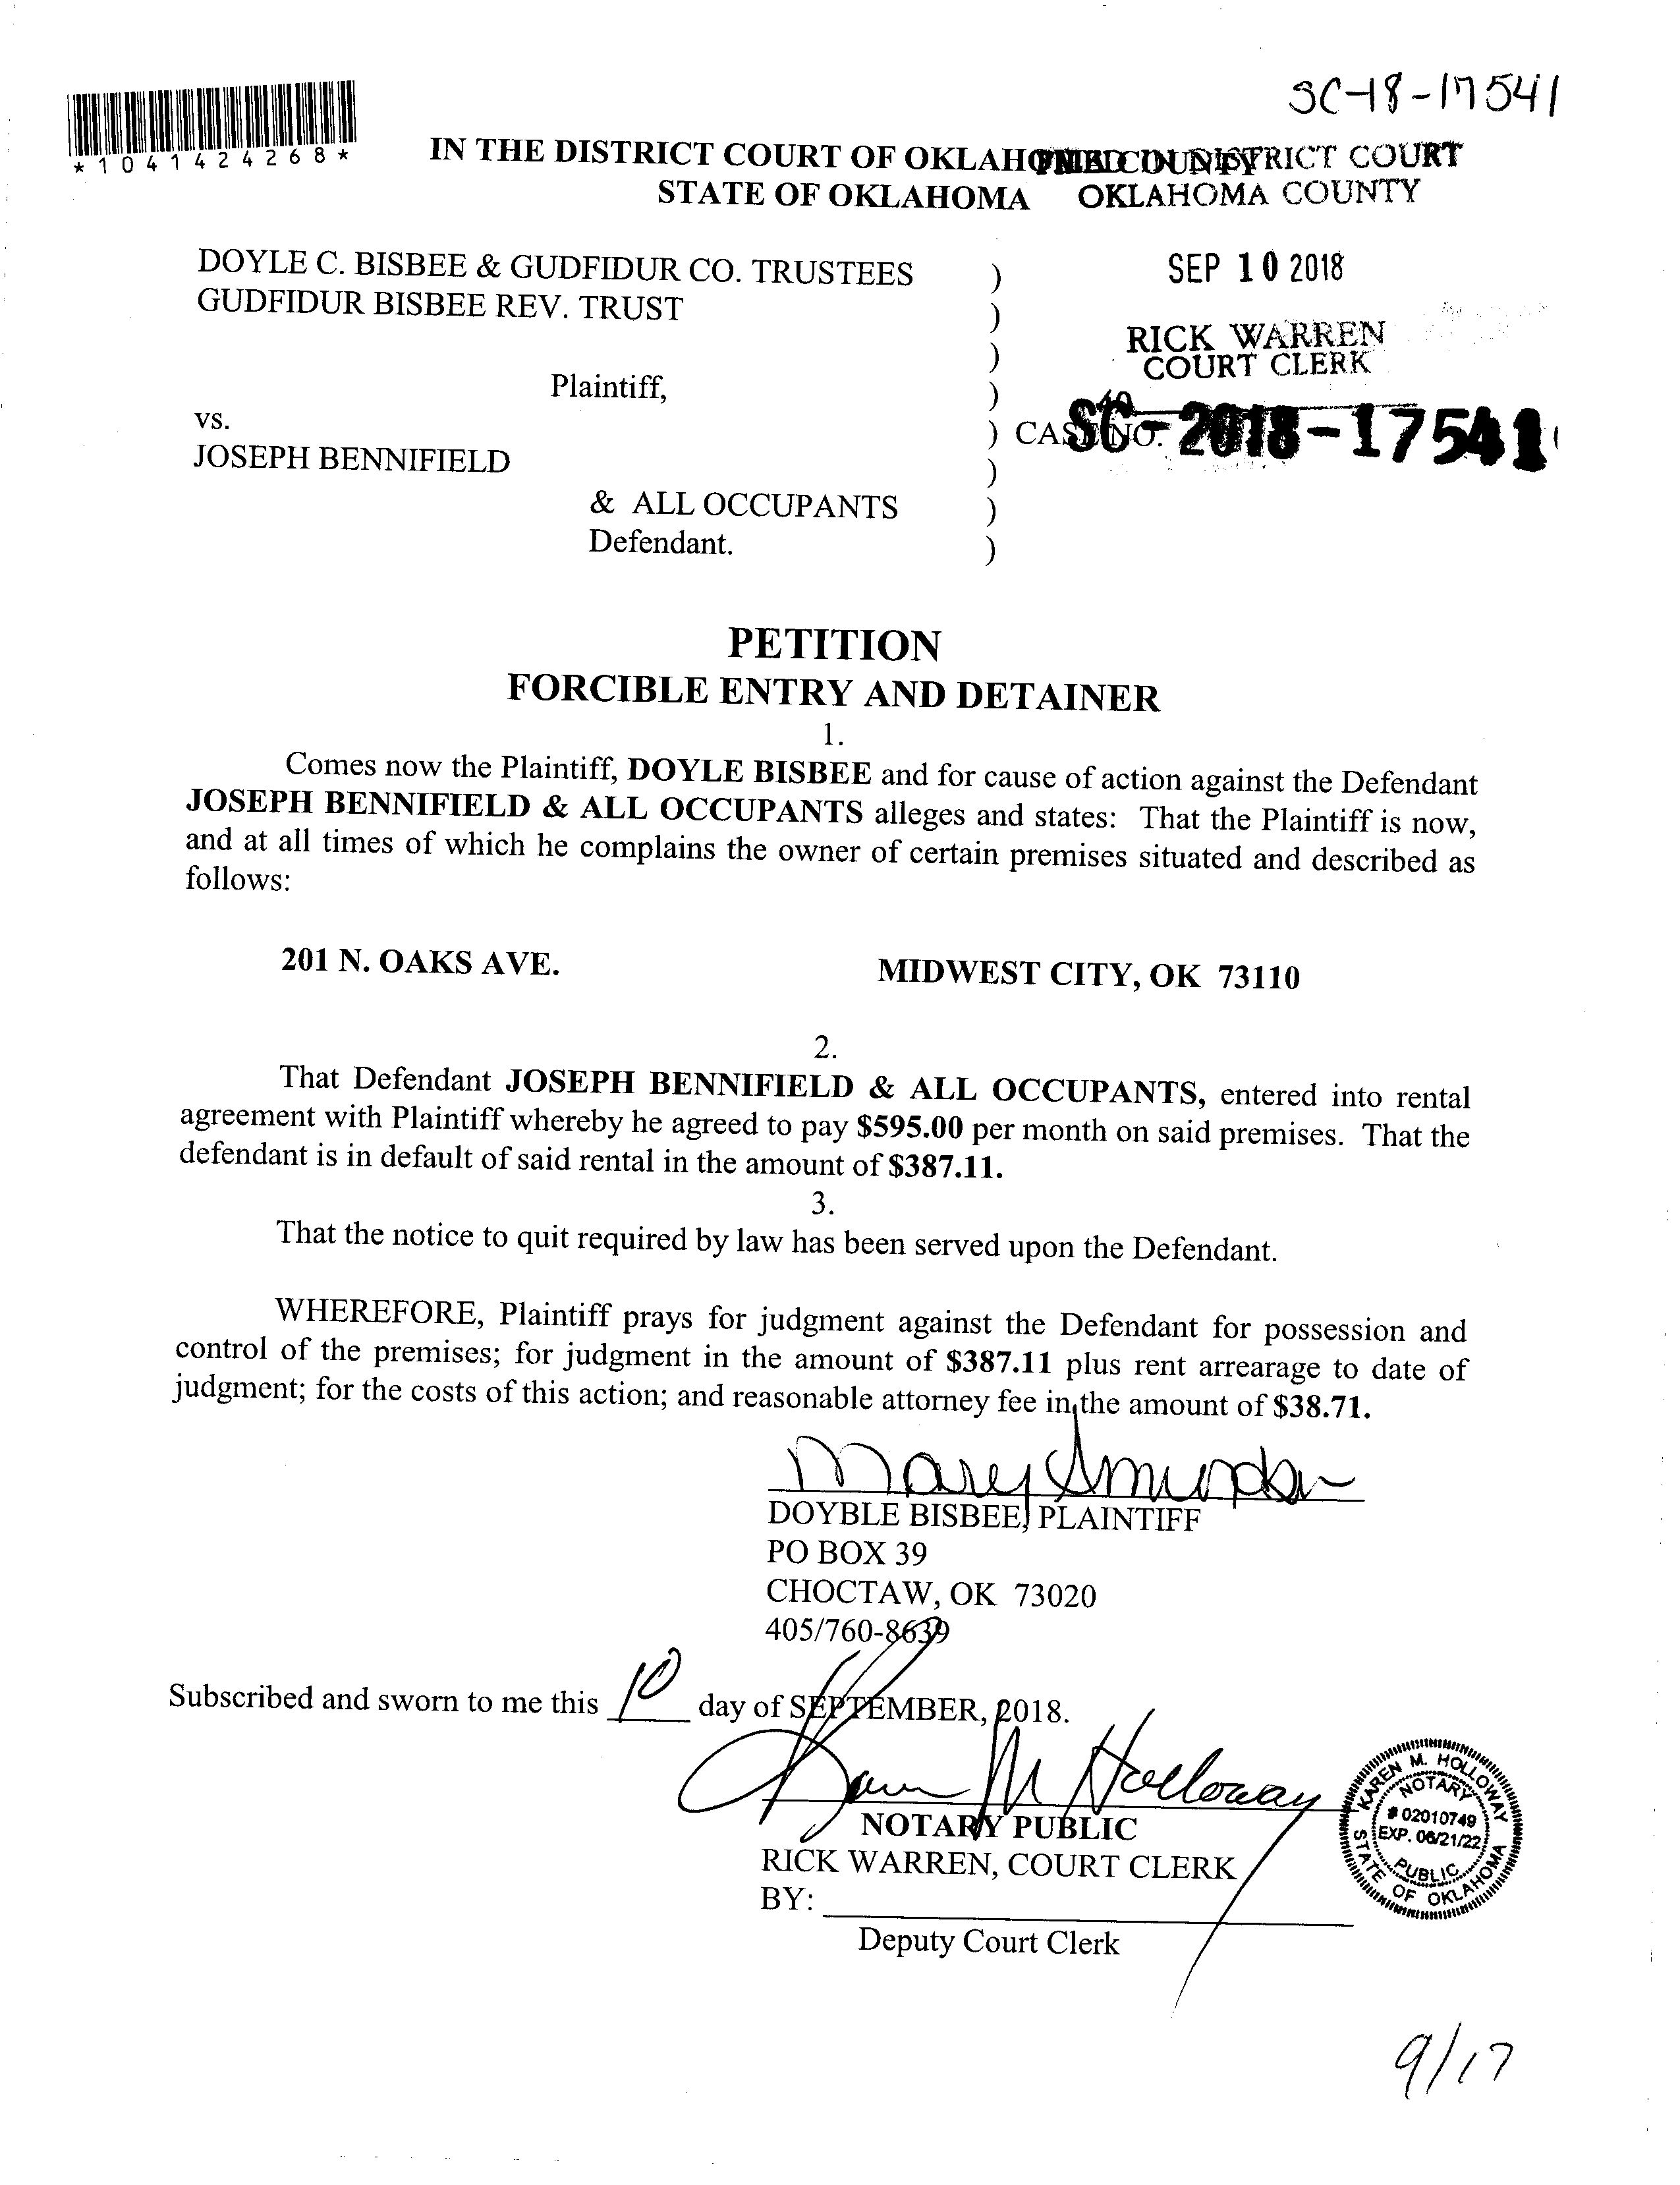 SC-18-17541
*1041424268*
IN THE DISTRICT COURT OF OKLAHOMA COUNTY
STATE OF OKLAHOMA
FILED IN DISTRICT COURT
OKLAHOMA COUNTY
DOYLE C. BISBEE & GUDFIDUR CO. TRUSTEES )
GUDFIDUR BISBEE REV. TRUST )
)
Plaintiff, )
SEP 10 2018
RICK WARREN
COURT CLERK
40
vs. ) CASE NO. SC-2018-17541
JOSEPH BENNIFIELD )
& ALL OCCUPANTS )
Defendant. )
PETITION
FORCIBLE ENTRY AND DETAINER
1.
Comes now the Plaintiff, DOYLE BISBEE and for cause of action against the Defendant
JOSEPH BENNIFIELD & ALL OCCUPANTS alleges and states: That the Plaintiff is now,
and at all times of which he complains the owner of certain premises situated and described as
follows:
201 N. OAKS AVE. MIDWEST CITY, OK 73110
2.
That Defendant JOSEPH BENNIFIELD & ALL OCCUPANTS, entered into rental
agreement with Plaintiff whereby he agreed to pay $595.00 per month on said premises. That the
defendant is in default of said rental in the amount of $387.11.
3.
That the notice to quit required by law has been served upon the Defendant.
WHEREFORE, Plaintiff prays for judgment against the Defendant for possession and
control of the premises; for judgment in the amount of $387.11 plus rent arrearage to date of
judgment; for the costs of this action; and reasonable attorney fee in the amount of $38.71.
Mary
DOYBLE BISBEE, PLAINTIFF
PO BOX 39
CHOCTAW, OK 73020
405/760-8639
Subscribed and sworn to me this 10 day of SEPTEMBER, 2018.
Karen M Holloway
NOTARY PUBLIC
RICK WARREN, COURT CLERK
BY:
Deputy Court Clerk
KAREN M. HOLLOWAY
NOTARY
# 02010749
EXP. 06/21/22
PUBLIC
STATE OF OKLAHOMA
9/17